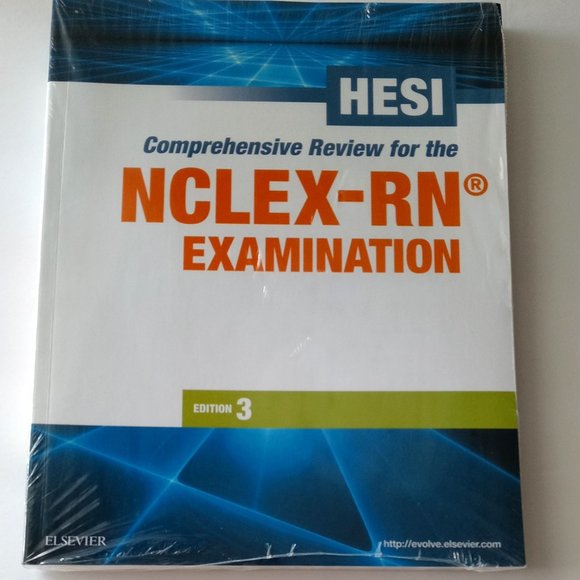 HESI
Comprehensive Review for the
NCLEX-RN®
EXAMINATION
EDITION 3
ELSEVIER
http://evolve.elsevier.com